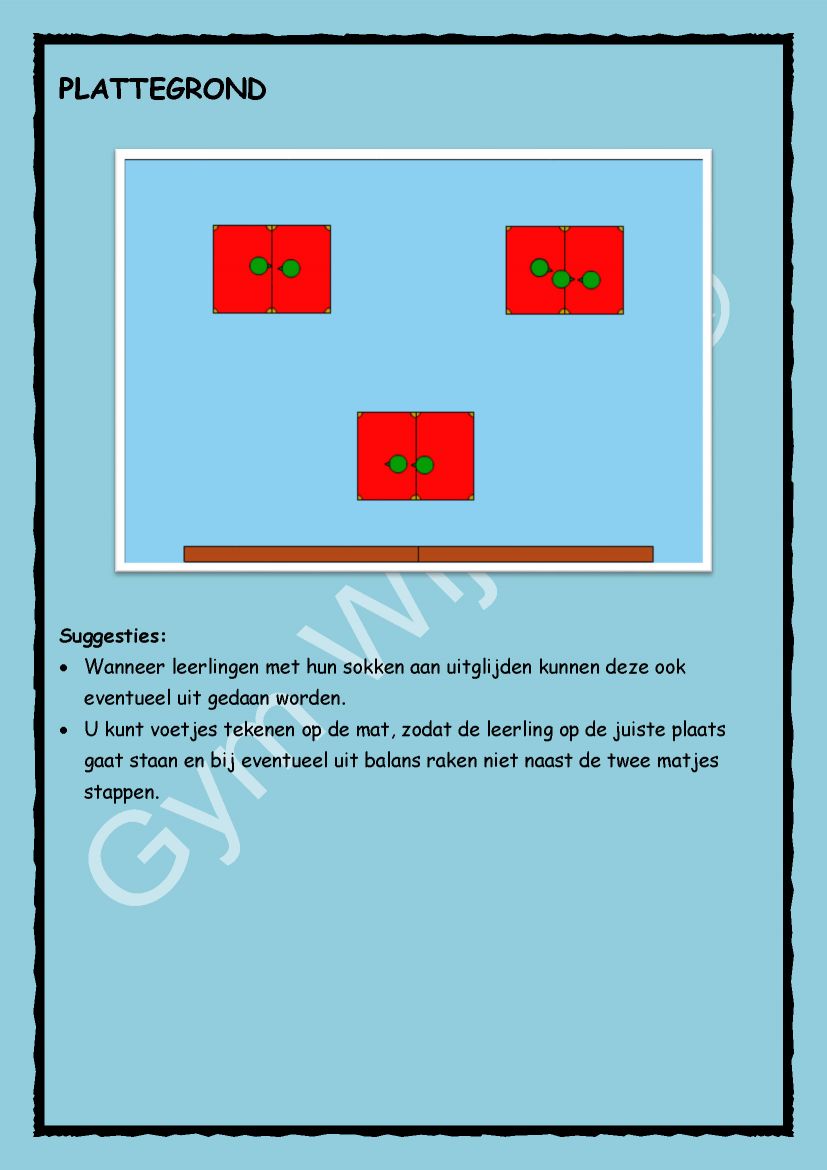 PLATTEGROND
Suggesties:
• Wanneer leerlingen met hun sokken aan uitglijden kunnen deze ook
eventueel uit gedaan worden.
• U kunt voetjes tekenen op de mat, zodat de leerling op de juiste plaats
gaat staan en bij eventueel uit balans raken niet naast de twee matjes
stappen.
Gym